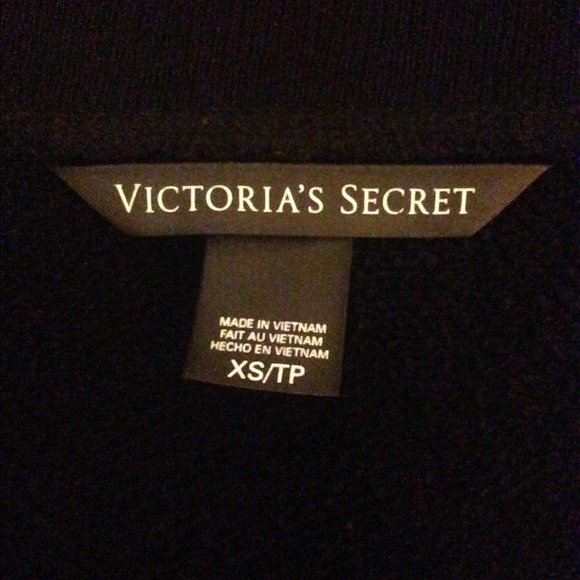 VICTORIA'S SECRET
MADE IN VIETNAM
FAIT AU VIETNAM
HECHO EN VIETNAM
XS/TP